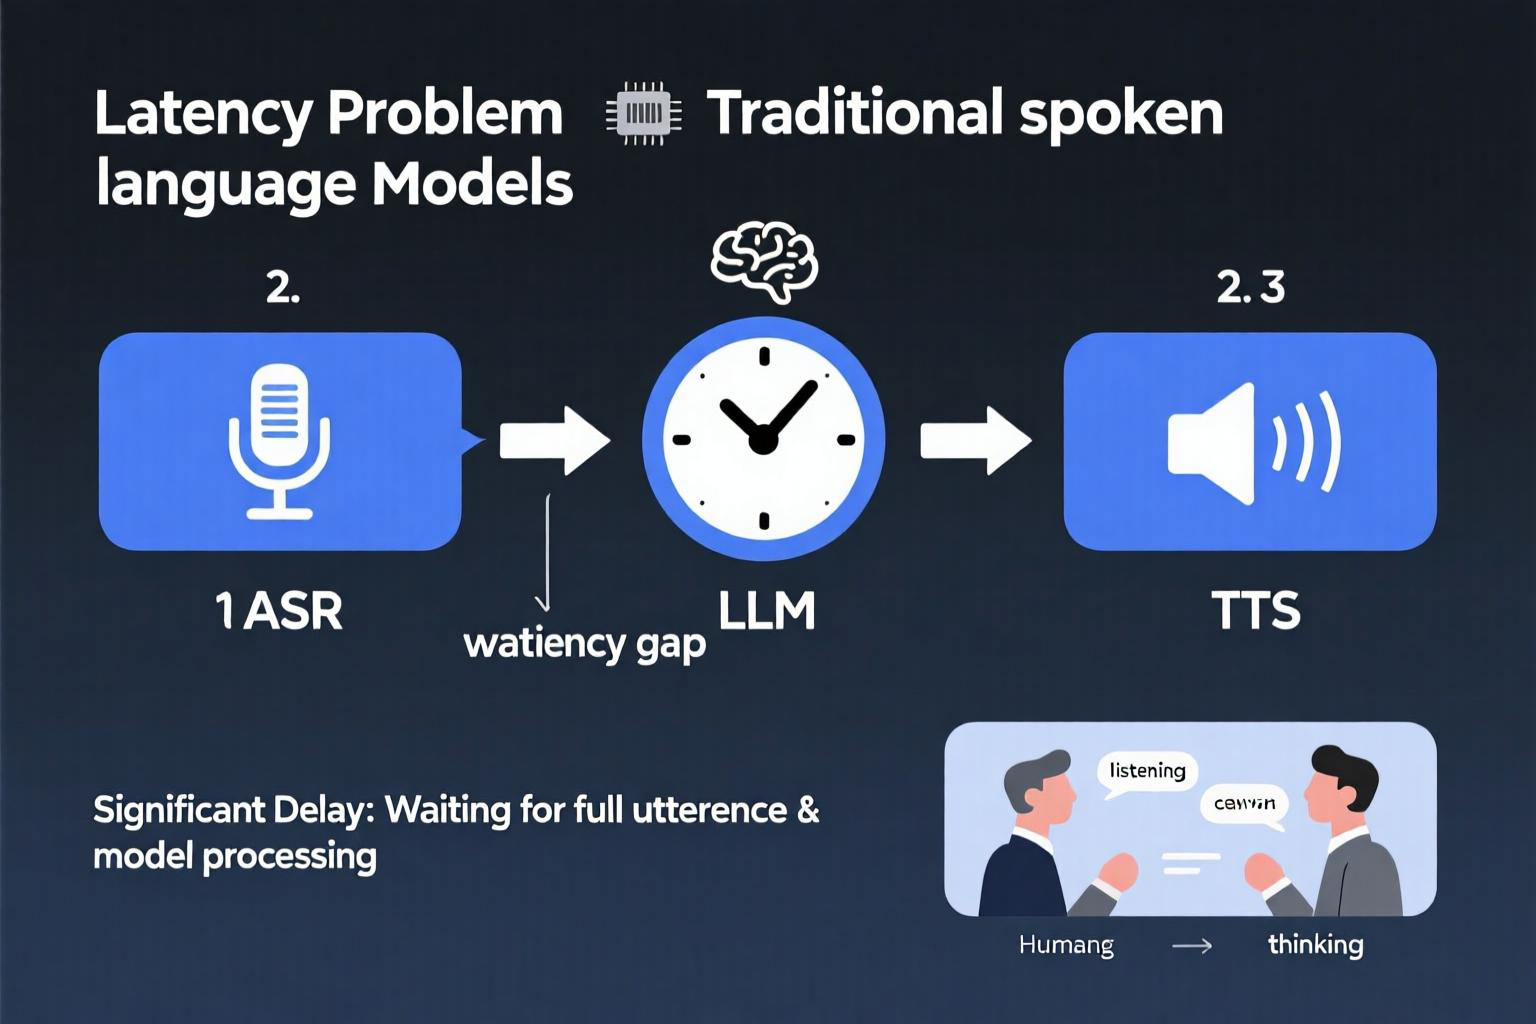 Latency Problem Traditional spoken
language Models
2.
2. 3
1 ASR
LLM
TTS
watiency gap
Significant Delay: Waiting for full utterence &
model processing
listening
Humang → thinking